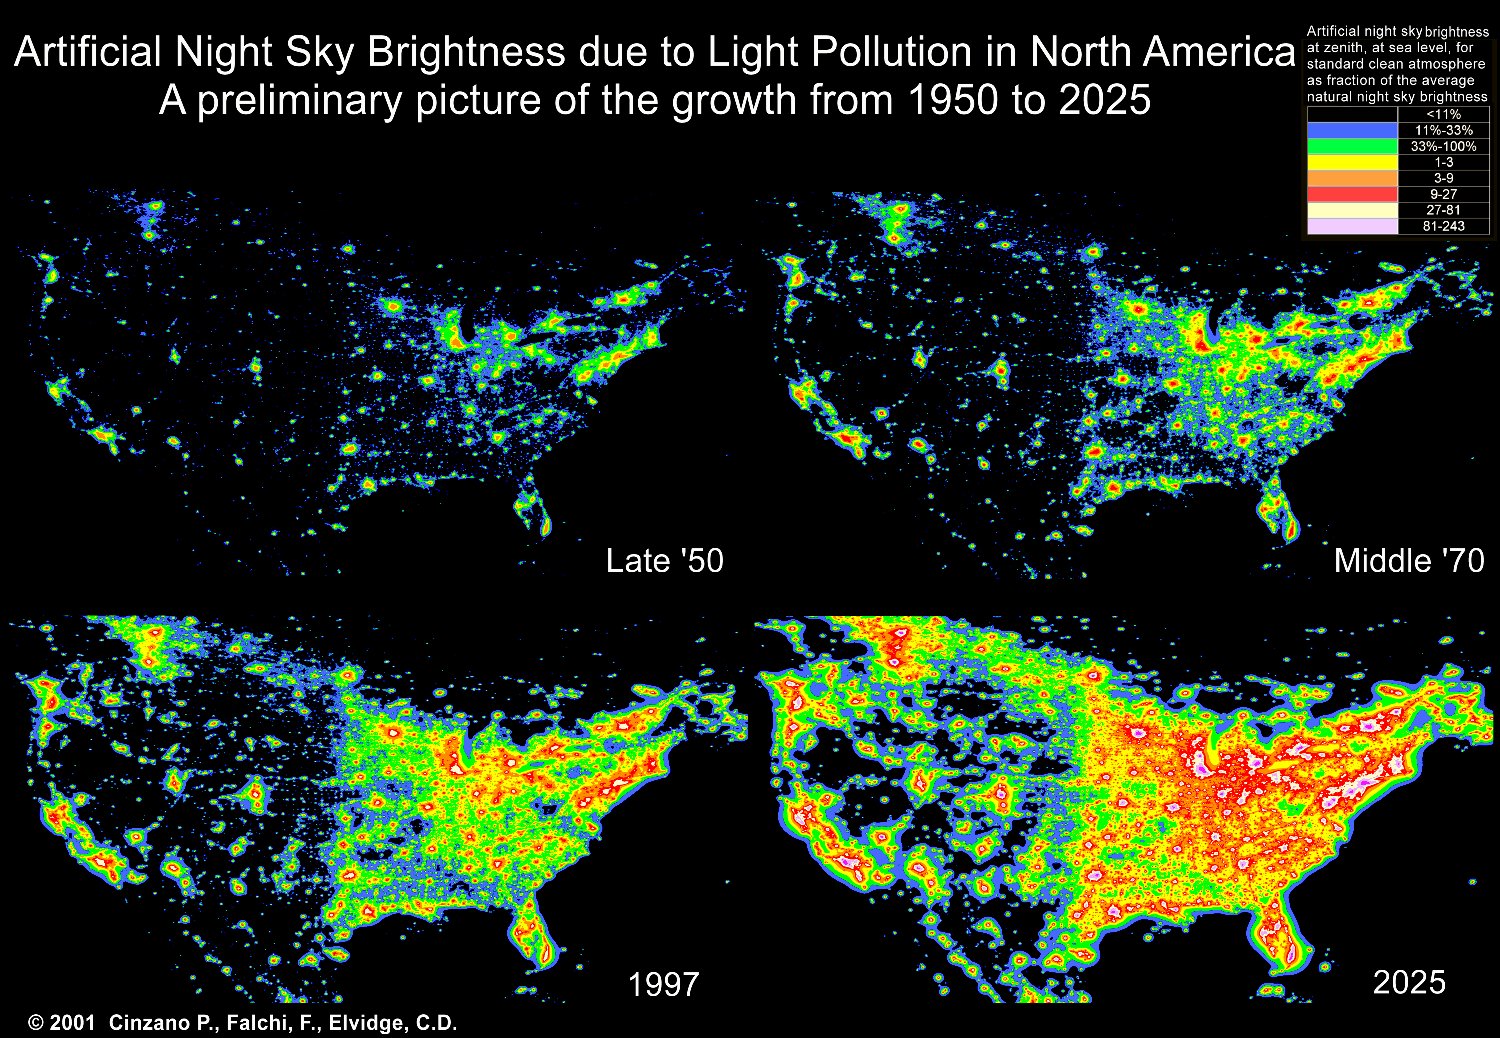 Artificial Night Sky Brightness due to Light Pollution in North America
A preliminary picture of the growth from 1950 to 2025
Artificial night sky brightness
at zenith, at sea level, for
standard clean atmosphere
as fraction of the average
natural night sky brightness
<11%
11%-33%
33%-100%
1-3
3-9
9-27
27-81
81-243
Late '50
Middle '70
1997
2025
© 2001 Cinzano P., Falchi, F., Elvidge, C.D.